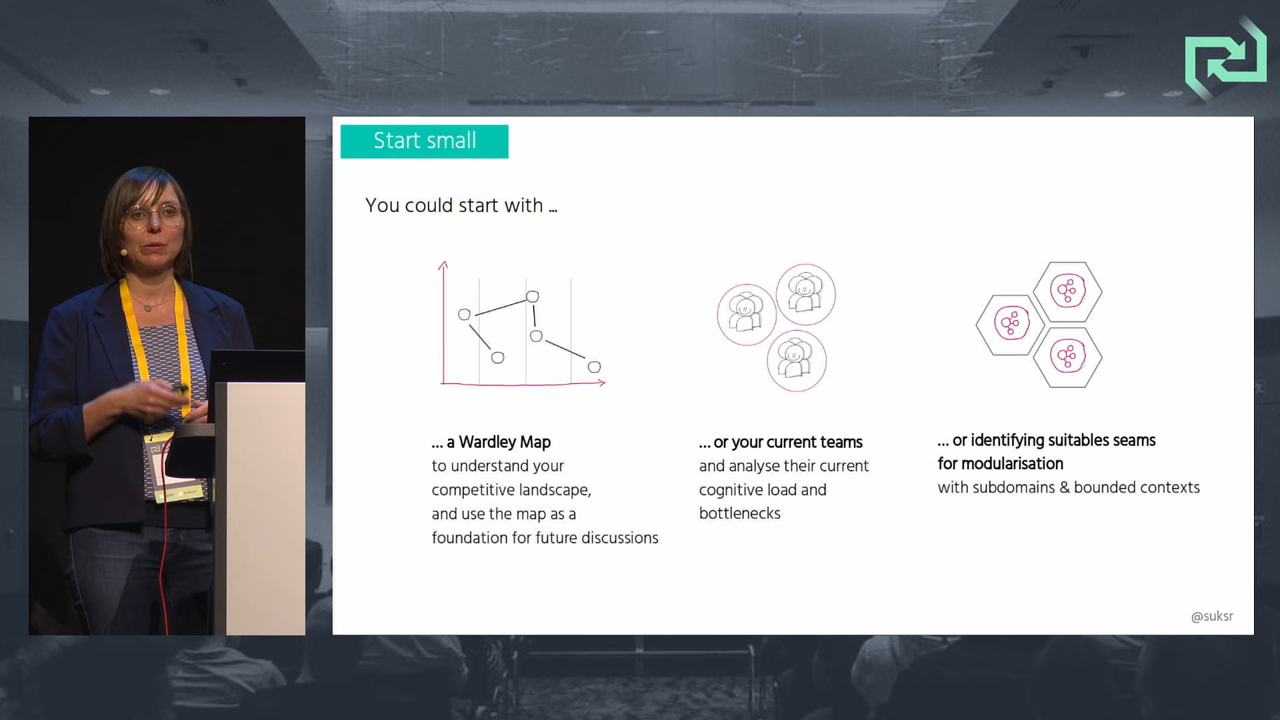 Start small
You could start with ...
... a Wardley Map
to understand your
competitive landscape,
and use the map as a
foundation for future discussions
... or your current teams
and analyse their current
cognitive load and
bottlenecks
... or identifying suitables seams
for modularisation
with subdomains & bounded contexts
@suksr